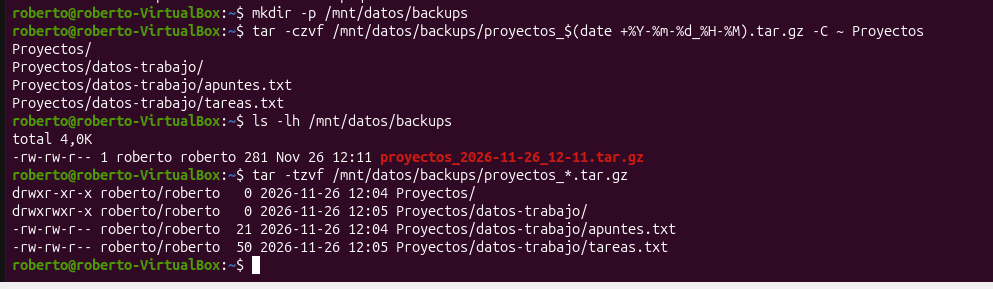 roberto@roberto-VirtualBox:~$ mkdir -p /mnt/datos/backups
roberto@roberto-VirtualBox:~$ tar -czvf /mnt/datos/backups/proyectos_$(date +%Y-%m-%d_%H-%M).tar.gz -C ~ Proyectos
Proyectos/
Proyectos/datos-trabajo/
Proyectos/datos-trabajo/apuntes.txt
Proyectos/datos-trabajo/tareas.txt
roberto@roberto-VirtualBox:~$ ls -lh /mnt/datos/backups
total 4,0K
-rw-rw-r-- 1 roberto roberto 281 Nov 26 12:11 proyectos_2026-11-26_12-11.tar.gz
roberto@roberto-VirtualBox:~$ tar -tzvf /mnt/datos/backups/proyectos_*.tar.gz
drwxr-xr-x roberto/roberto   0 2026-11-26 12:04 Proyectos/
drwxrwxr-x roberto/roberto   0 2026-11-26 12:05 Proyectos/datos-trabajo/
-rw-rw-r-- roberto/roberto  21 2026-11-26 12:04 Proyectos/datos-trabajo/apuntes.txt
-rw-rw-r-- roberto/roberto  50 2026-11-26 12:05 Proyectos/datos-trabajo/tareas.txt
roberto@roberto-VirtualBox:~$